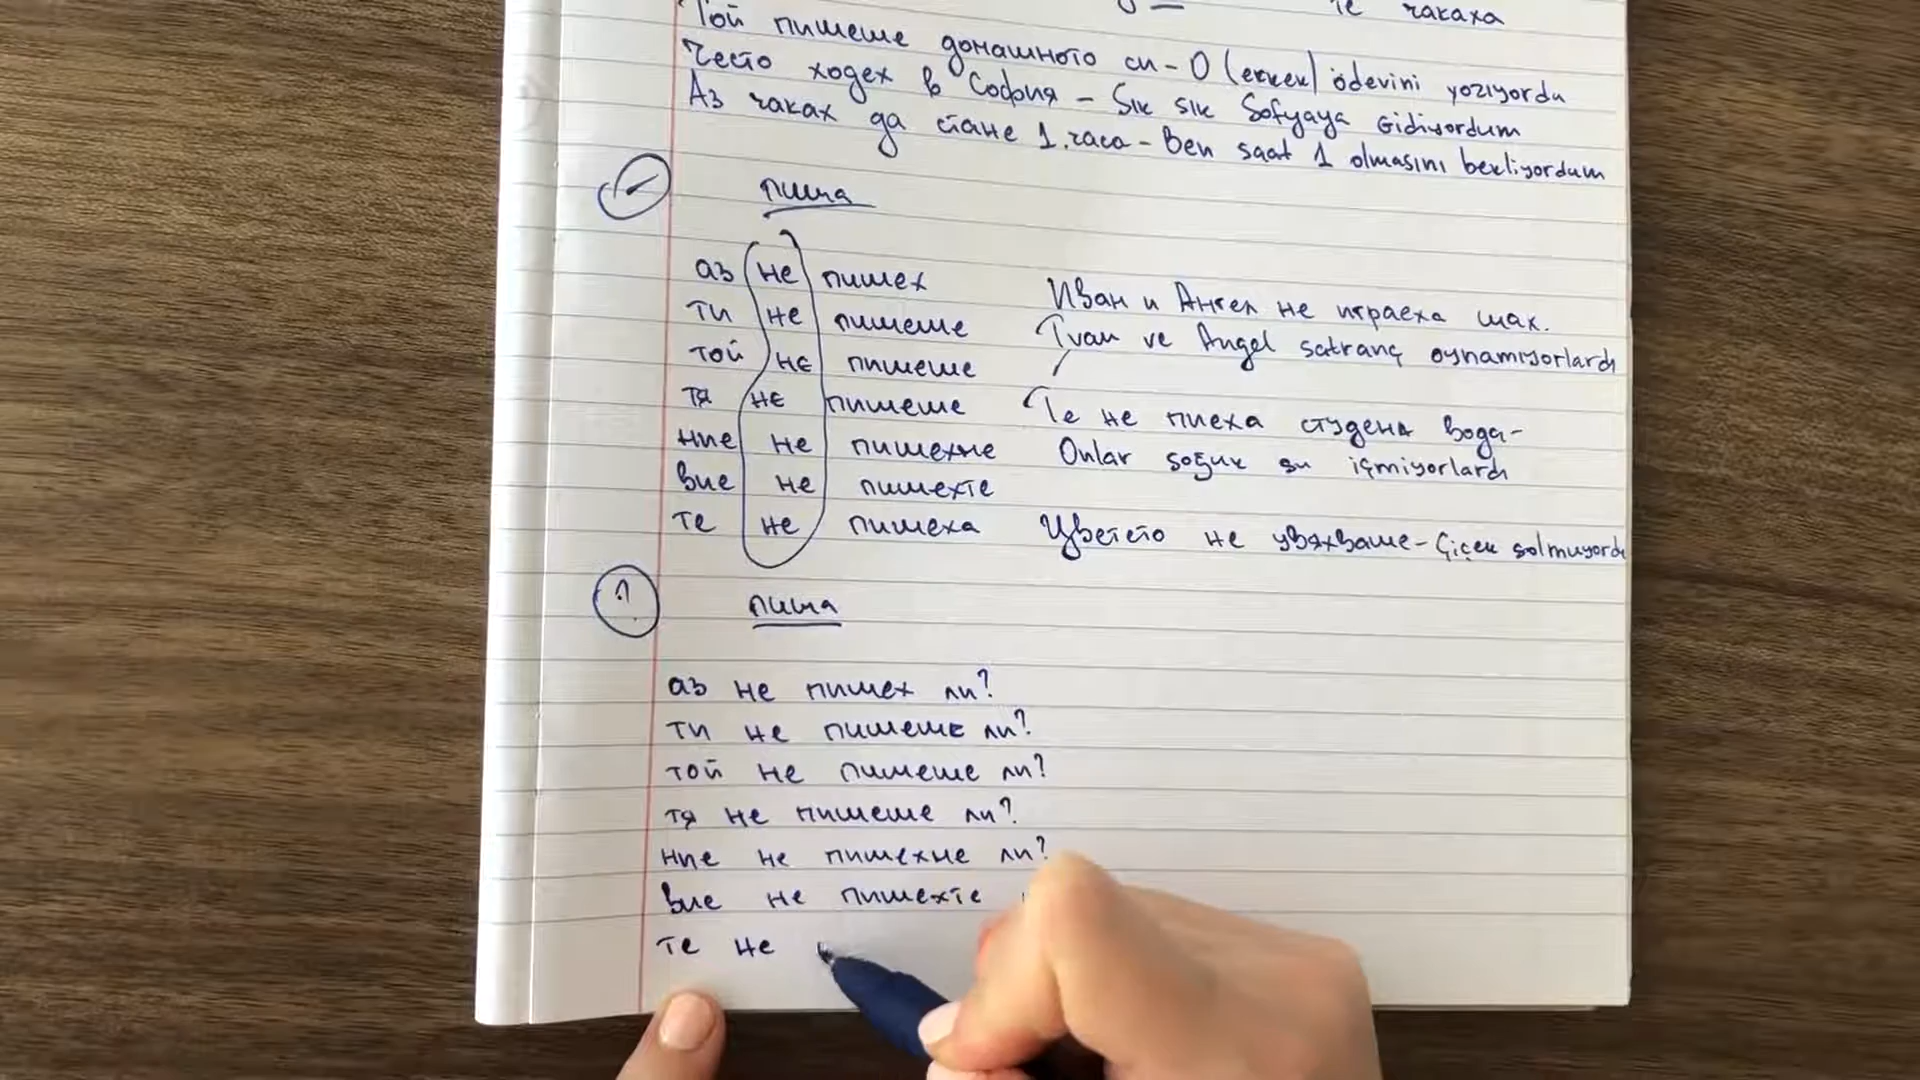 те чакаха
Той пишеше домашното си - O (erkek) ödevini yazıyordu
Често ходех в София - Sık sık Sofyaya gidiyordum
Аз чаках да стане 1. часа - Ben saat 1 olmasını bekliyordum
-
пиша
аз не пишех
ти не пишеше
той не пишеше
тя не пишеше
ние не пишехме
вие не пишехте
те не пишеха
Иван и Ангел не играеха шах.
Ivan ve Angel satranç oynamıyorlardı
Те не пиеха студена вода -
Onlar soğuk su içmiyorlardı
Цветето не увяхваше - Çiçek solmuyordu
?
пиша
аз не пишех ли?
ти не пишеше ли?
той не пишеше ли?
тя не пишеше ли?
ние не пишехме ли?
вие не пишехте
те не